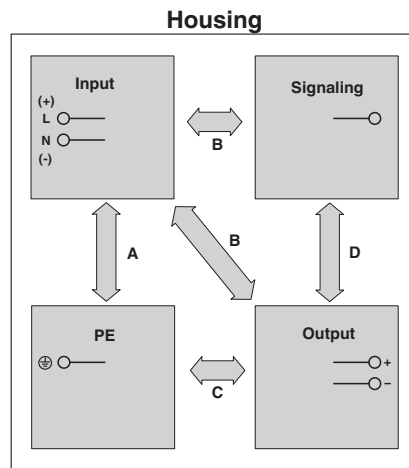 Housing
Input
(+)
L
N
(-)
Signaling
B
A
B
D
PE
Output
+
–
C